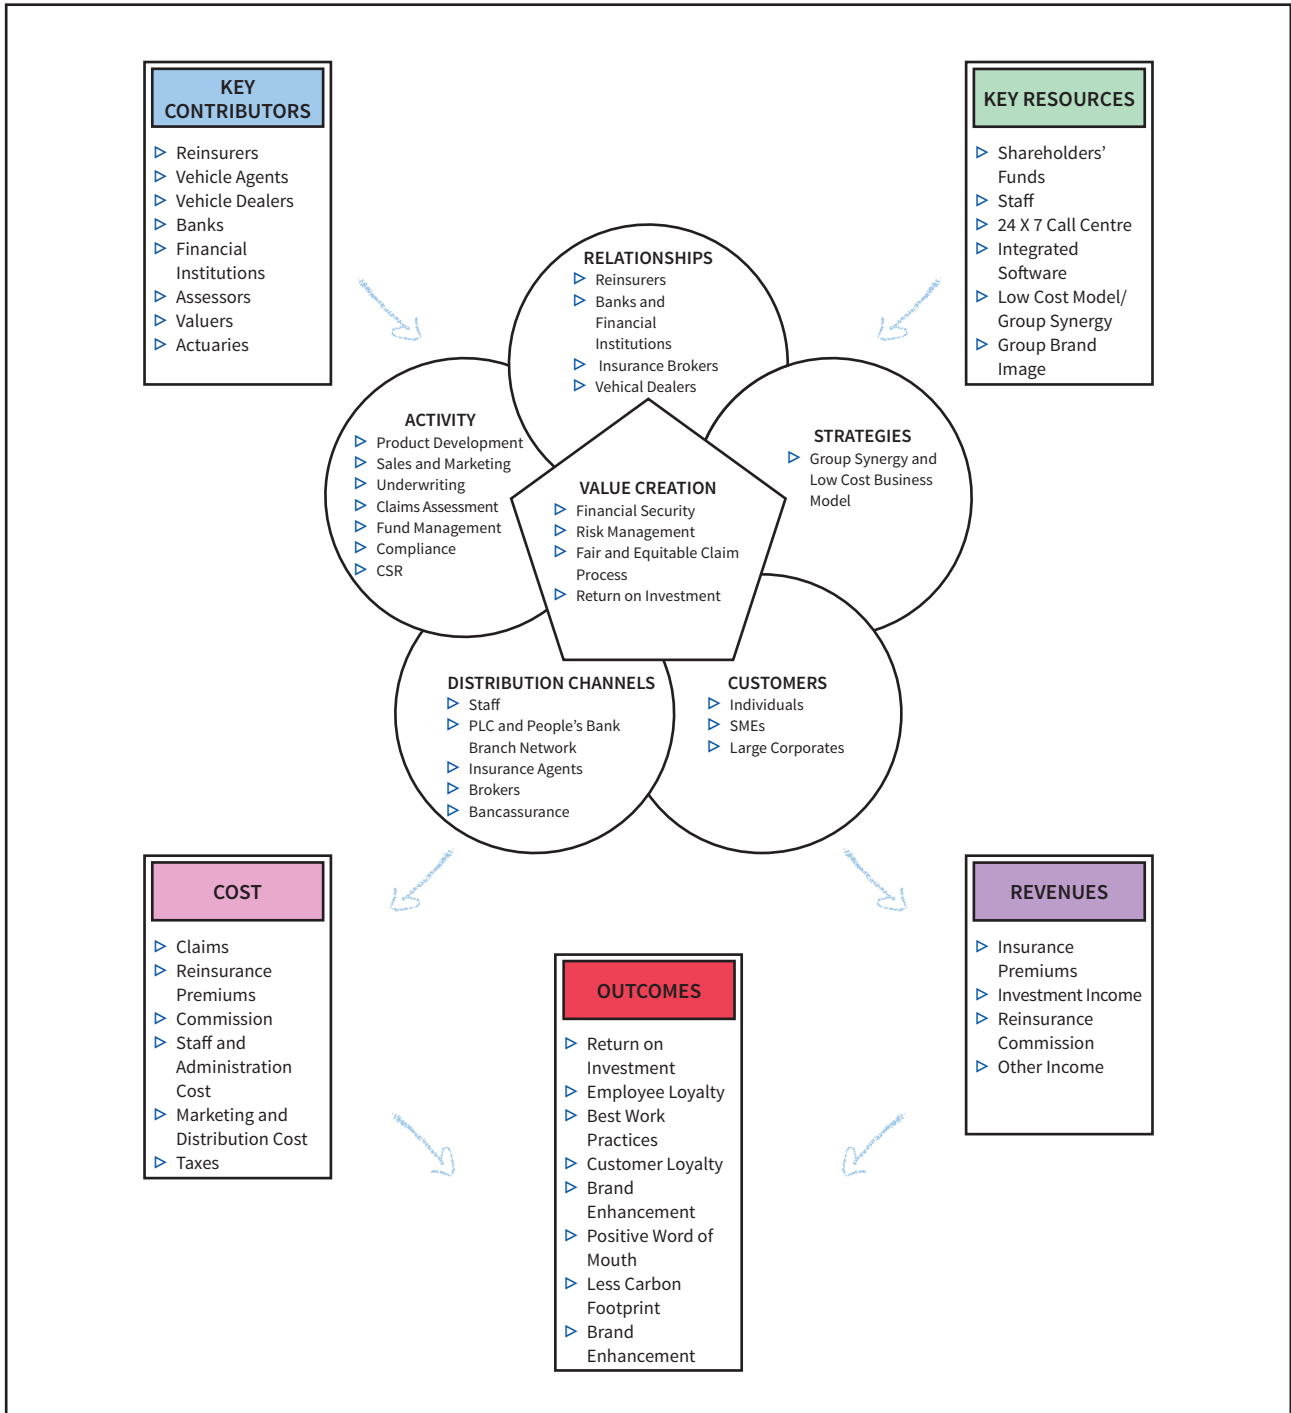 KEY
CONTRIBUTORS
Reinsurers
Vehicle Agents
Vehicle Dealers
Banks
Financial
Institutions
Assessors
Valuers
Actuaries
KEY RESOURCES
Shareholders'
Funds
Staff
24 X 7 Call Centre
Integrated
Software
Low Cost Model/
Group Synergy
Group Brand
Image
RELATIONSHIPS
Reinsurers
Banks and
Financial
Institutions
Insurance Brokers
Vehical Dealers
ACTIVITY
Product Development
Sales and Marketing
Underwriting
Claims Assessment
Fund Management
Compliance
CSR
STRATEGIES
Group Synergy and
Low Cost Business
Model
VALUE CREATION
Financial Security
Risk Management
Fair and Equitable Claim
Process
Return on Investment
DISTRIBUTION CHANNELS
Staff
PLC and People's Bank
Branch Network
Insurance Agents
Brokers
Bancassurance
CUSTOMERS
Individuals
SMEs
Large Corporates
COST
Claims
Reinsurance
Premiums
Commission
Staff and
Administration
Cost
Marketing and
Distribution Cost
Taxes
OUTCOMES
Return on
Investment
Employee Loyalty
Best Work
Practices
Customer Loyalty
Brand
Enhancement
Positive Word of
Mouth
Less Carbon
Footprint
Brand
Enhancement
REVENUES
Insurance
Premiums
Investment Income
Reinsurance
Commission
Other Income